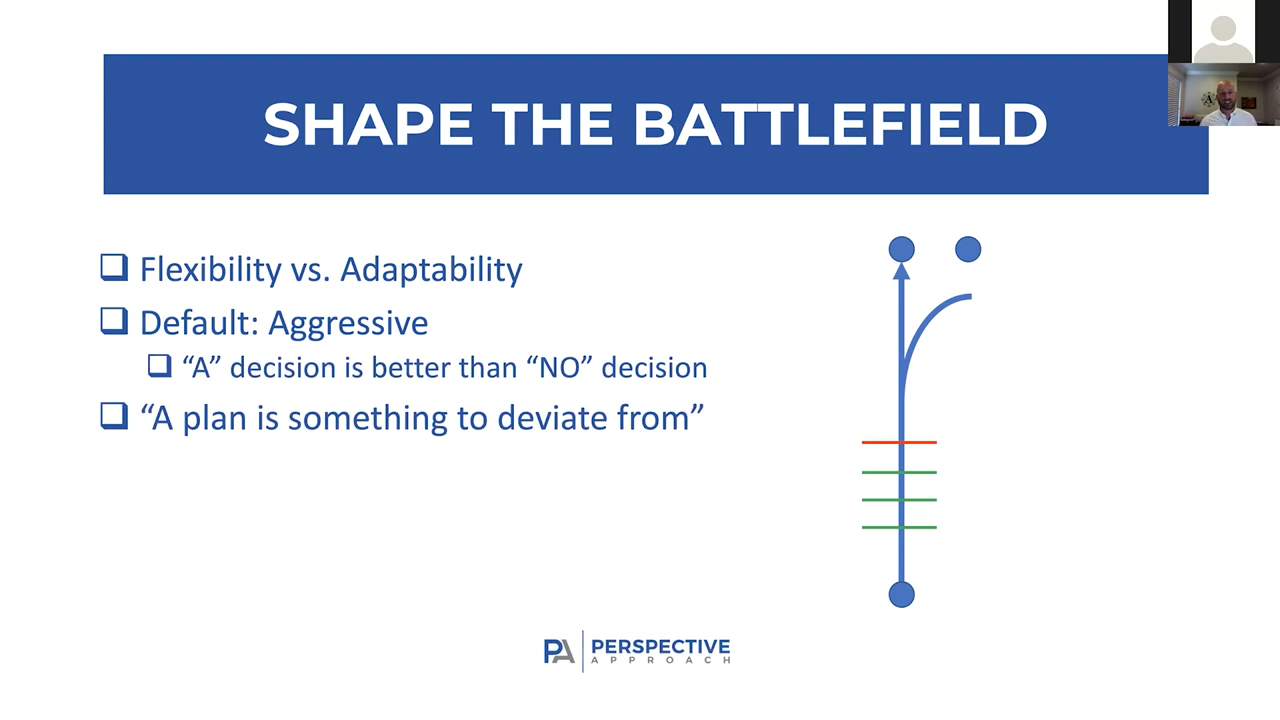 SHAPE THE BATTLEFIELD
Flexibility vs. Adaptability
Default: Aggressive
“A” decision is better than “NO” decision
“A plan is something to deviate from”
PA PERSPECTIVE
APPROACH